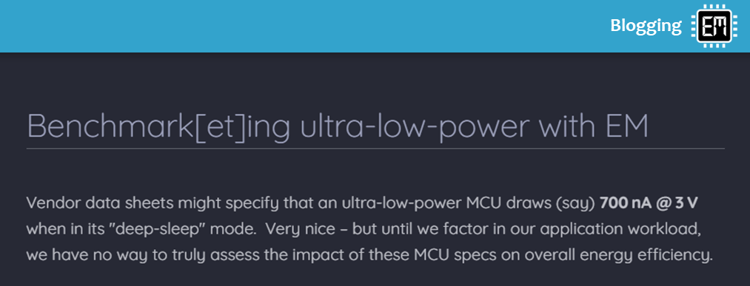 Blogging EM
Benchmark[et]ing ultra-low-power with EM
Vendor data sheets might specify that an ultra-low-power MCU draws (say) 700 nA @ 3 V
when in its "deep-sleep" mode.  Very nice – but until we factor in our application workload,
we have no way to truly assess the impact of these MCU specs on overall energy efficiency.